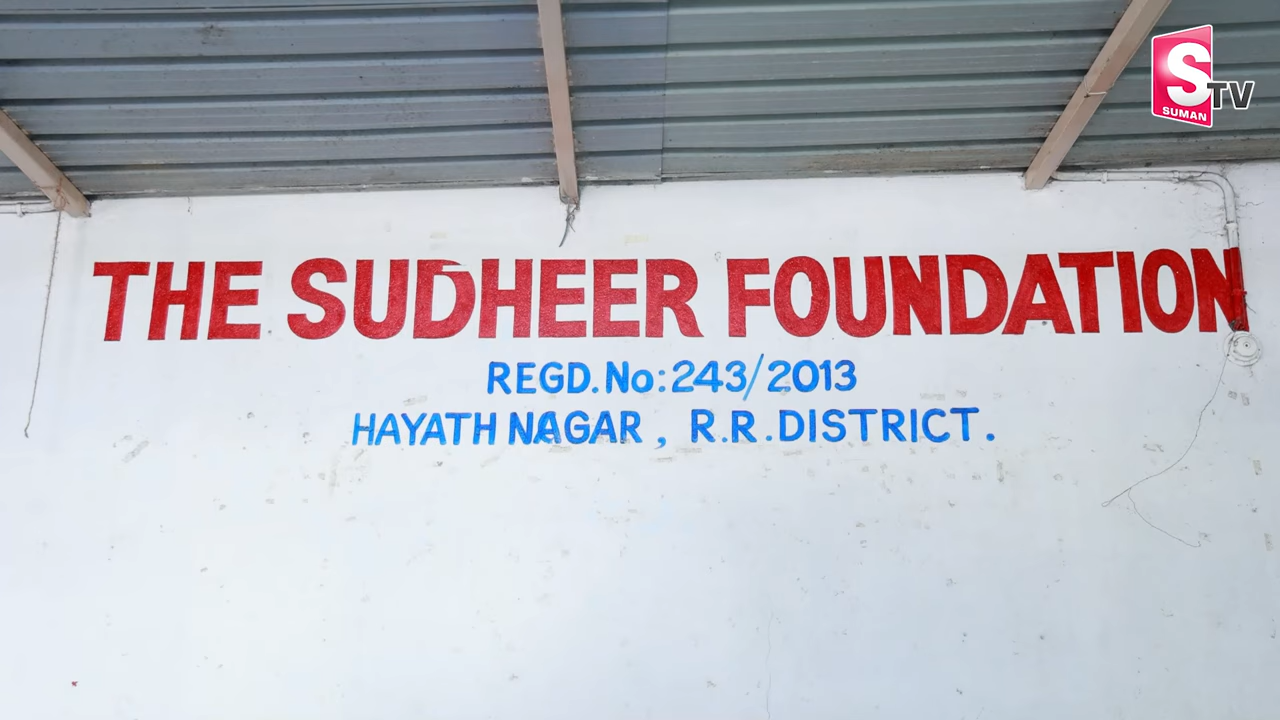 S TV
SUMAN
THE SUDHEER FOUNDATION
REGD.No:243/2013
HAYATH NAGAR, R.R.DISTRICT.